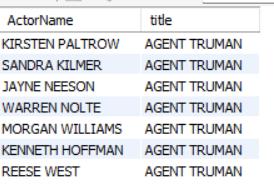 ActorName title
KIRSTEN PALTROW AGENT TRUMAN
SANDRA KILMER AGENT TRUMAN
JAYNE NEESON AGENT TRUMAN
WARREN NOLTE AGENT TRUMAN
MORGAN WILLIAMS AGENT TRUMAN
KENNETH HOFFMAN AGENT TRUMAN
REESE WEST AGENT TRUMAN